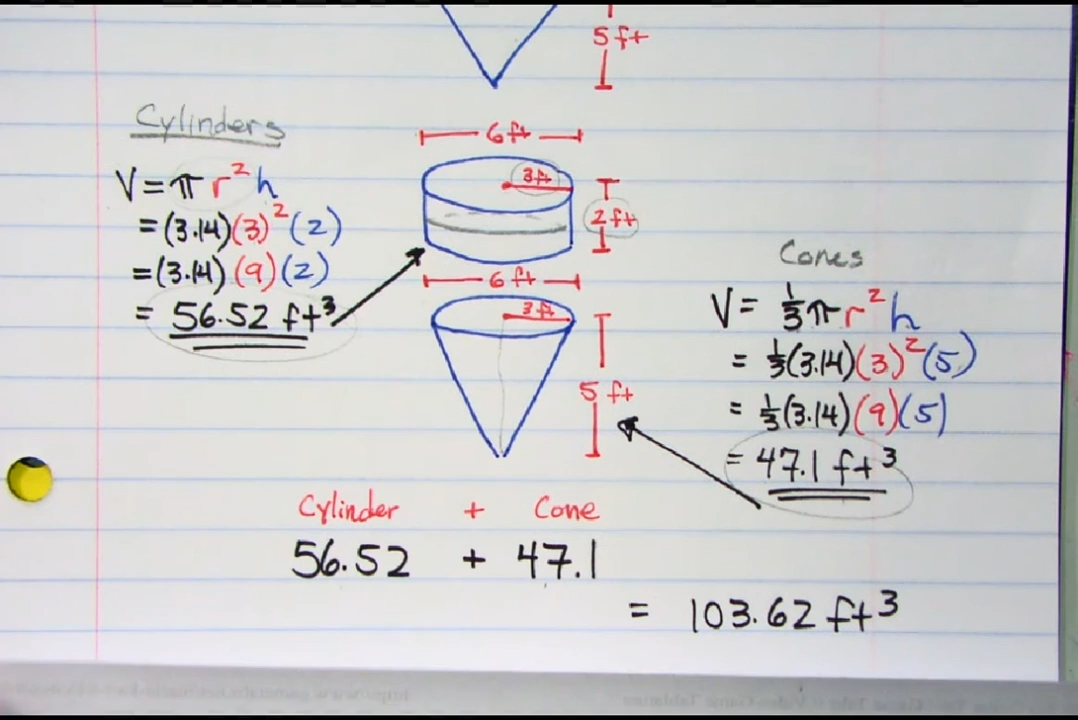 5 ft
Cylinders
6 ft
V = π r² h
3 ft
= (3.14)(3)²(2)
2 ft
= (3.14)(9)(2)
6 ft
= 56.52 ft³
3 ft
5 ft
Cones
V = 1/3 π r² h
= 1/3(3.14)(3)²(5)
= 1/3(3.14)(9)(5)
= 47.1 ft³
Cylinder + Cone
56.52 + 47.1
= 103.62 ft³